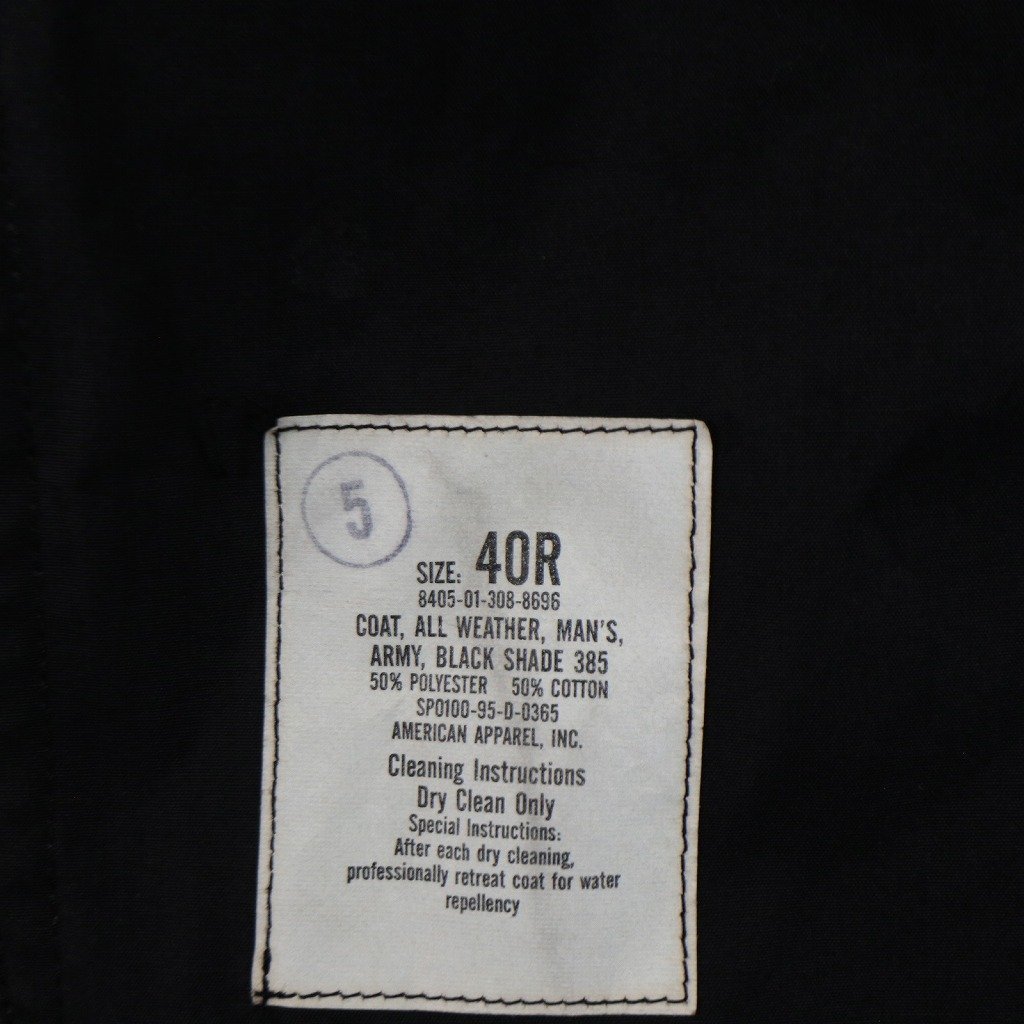 5
SIZE: 40R
8405-01-308-8696
COAT, ALL WEATHER, MAN'S,
ARMY, BLACK SHADE 385
50% POLYESTER 50% COTTON
SPO100-95-D-0365
AMERICAN APPAREL, INC.
Cleaning Instructions
Dry Clean Only
Special Instructions:
After each dry cleaning,
professionally retreat coat for water
repellency